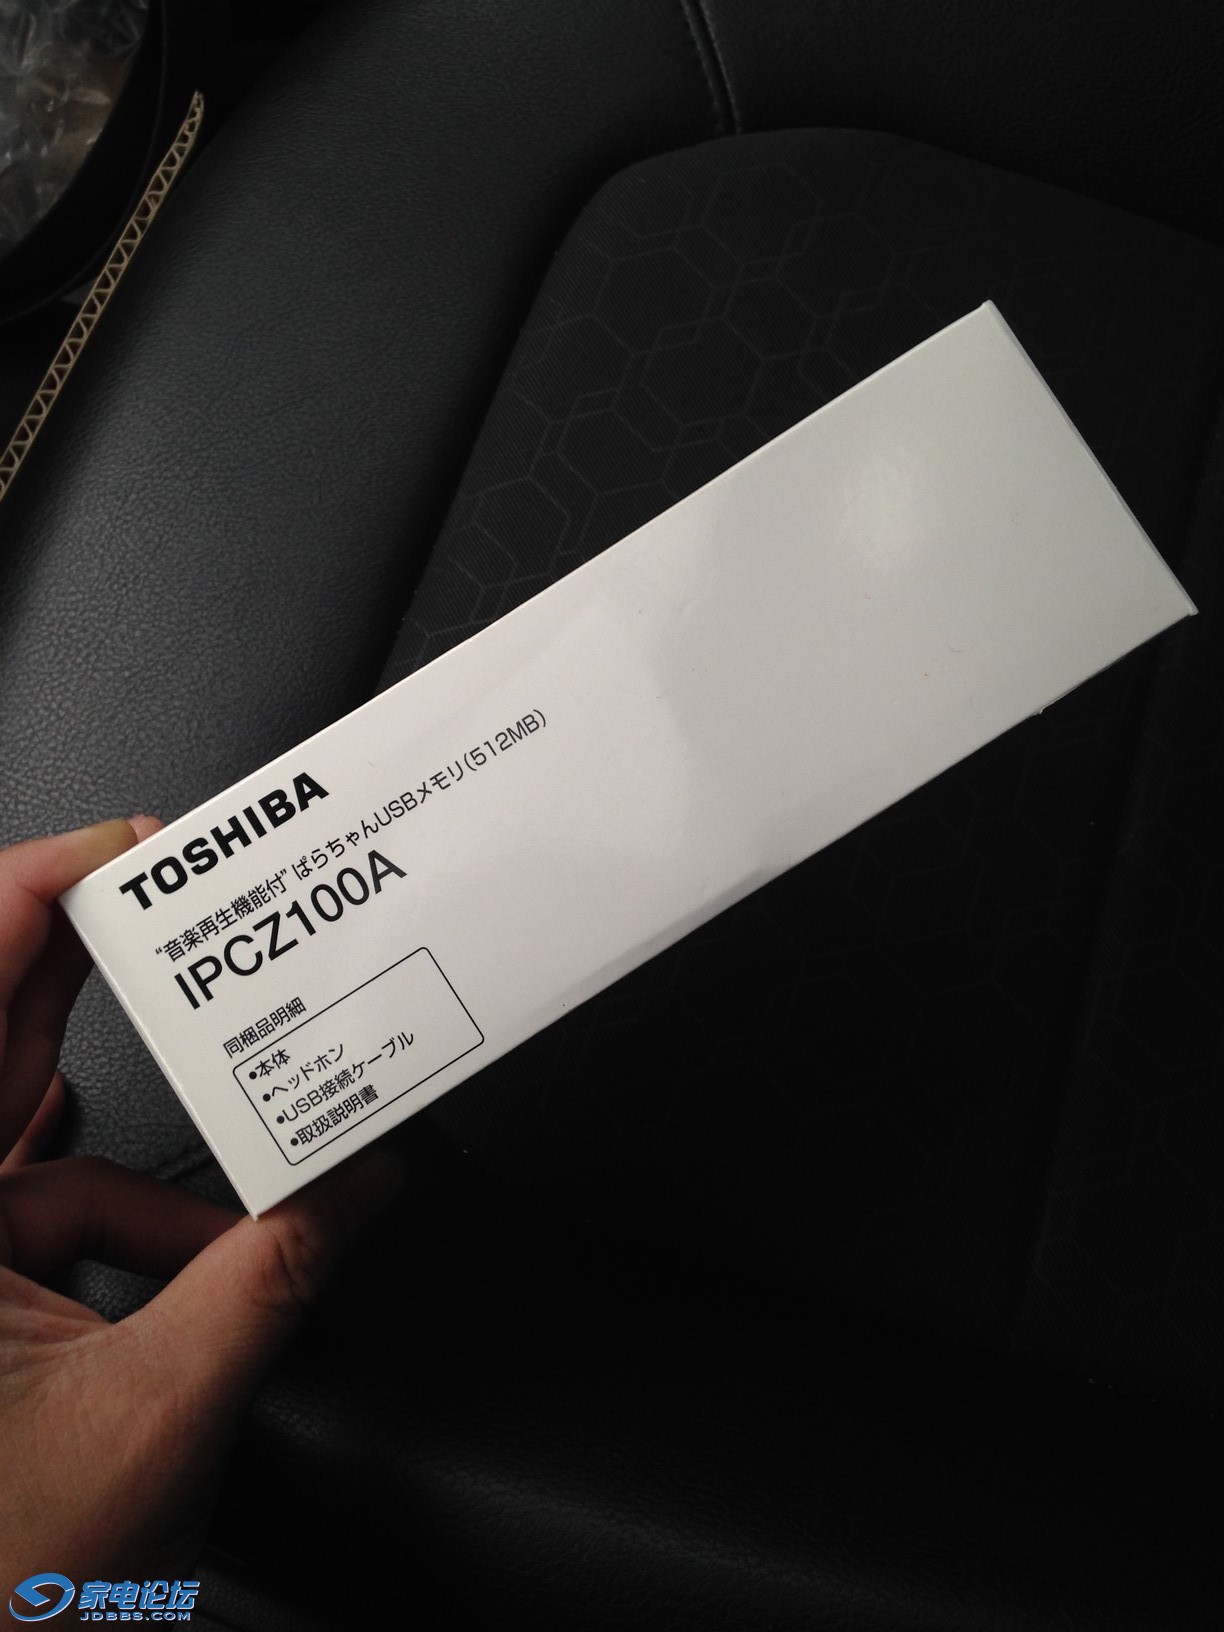 TOSHIBA
“音楽再生機能付”ぱらちゃんUSBメモリ(512MB)
IPCZ100A
同梱品明細
●本体
●ヘッドホン
●USB接続ケーブル
●取扱説明書
家电论坛
JDBBS.COM